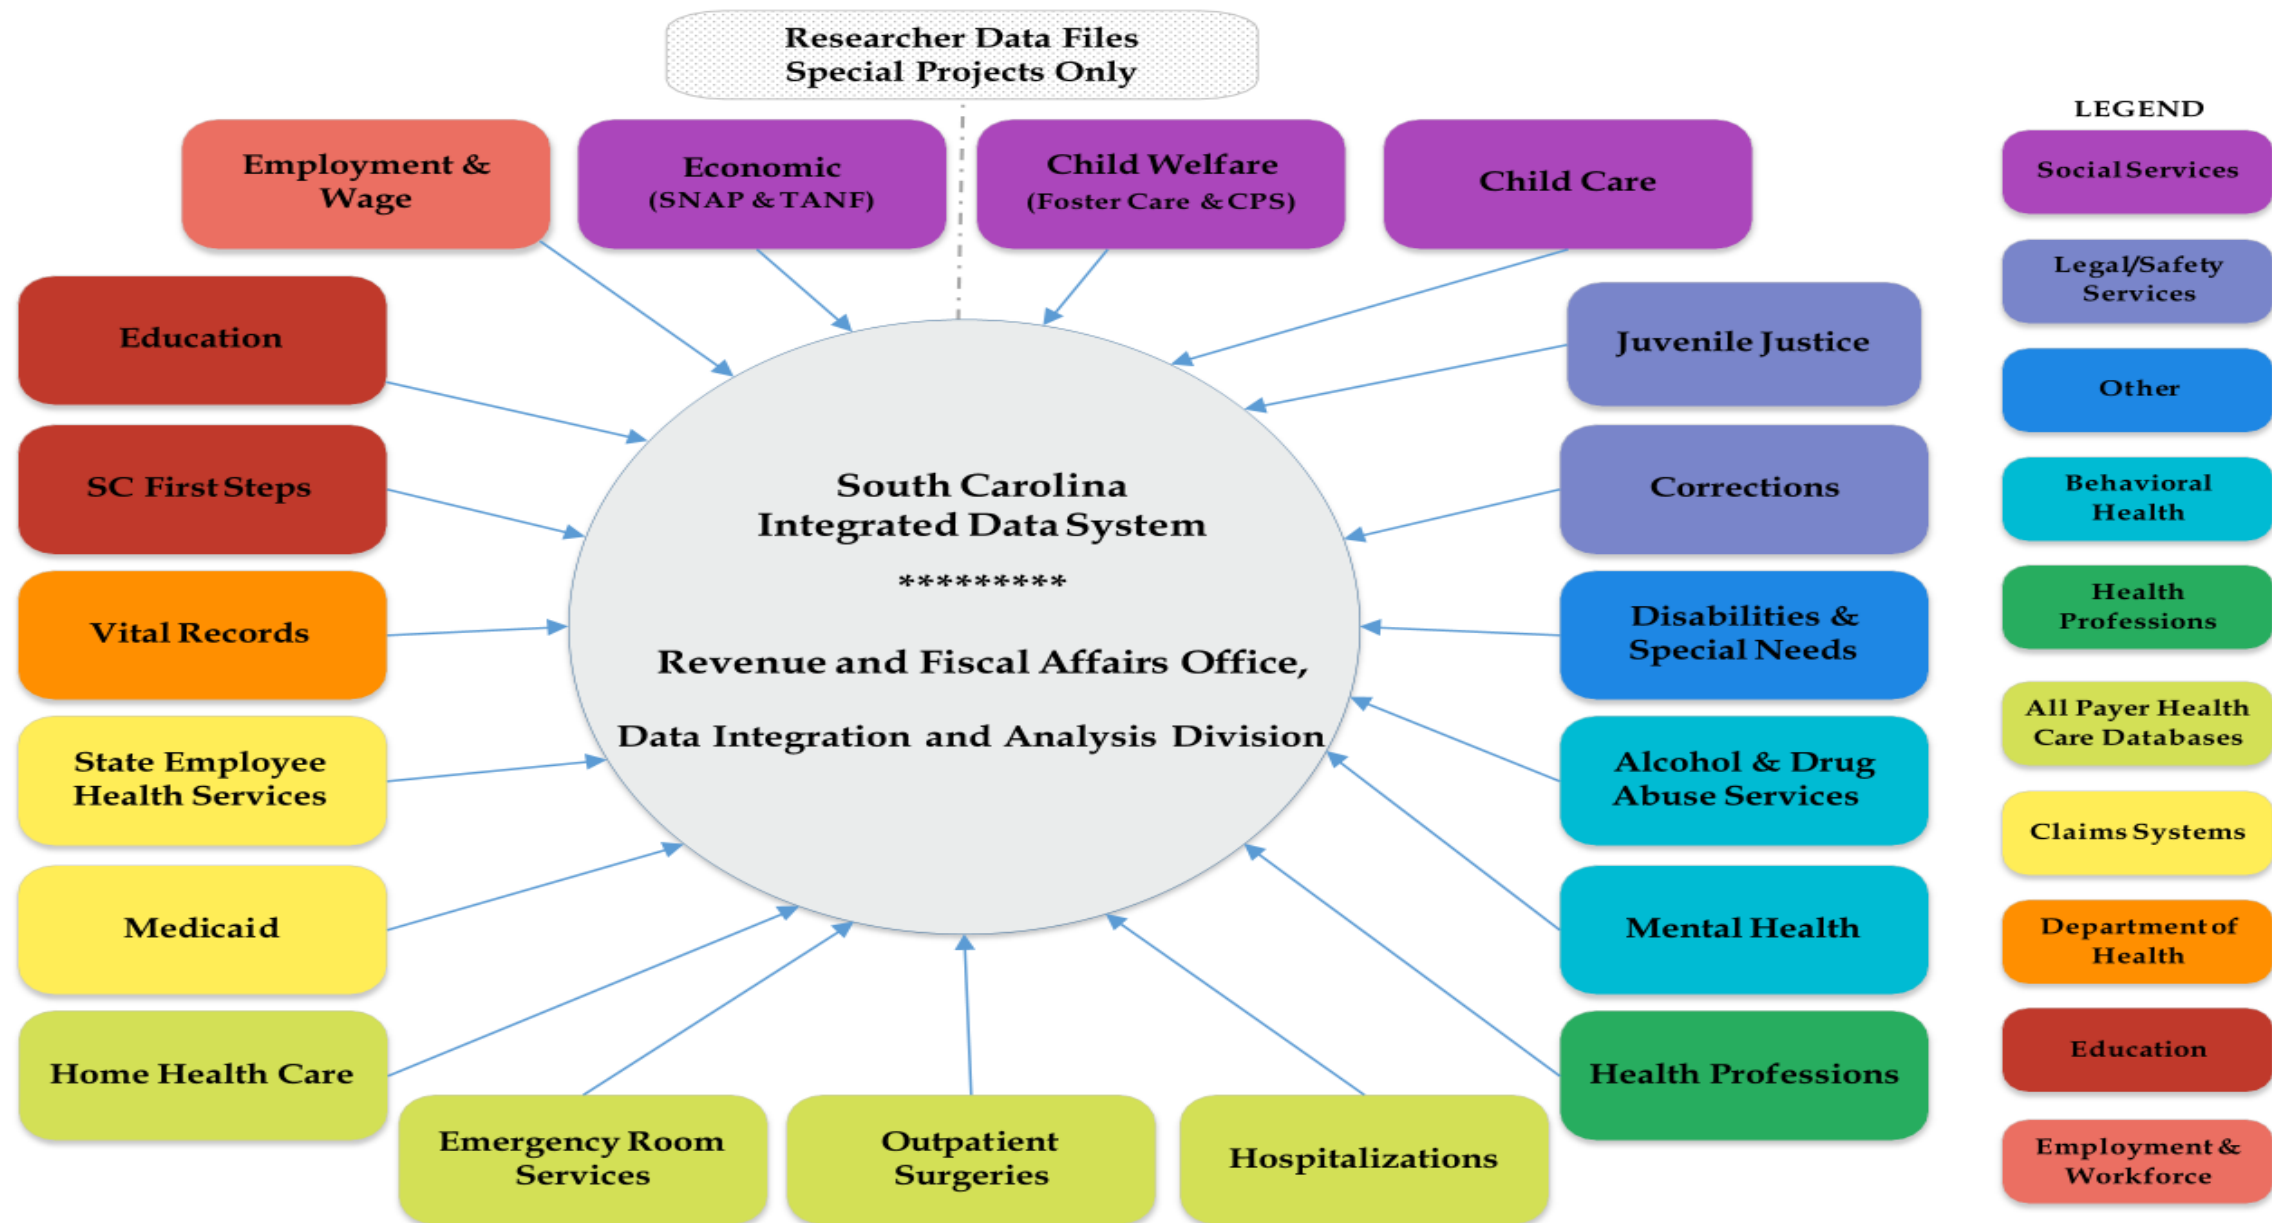 Researcher Data Files
Special Projects Only
Employment &
Wage
Economic
(SNAP & TANF)
Child Welfare
(Foster Care & CPS)
Child Care
Education
SC First Steps
Vital Records
State Employee
Health Services
Medicaid
Home Health Care
Emergency Room
Services
Outpatient
Surgeries
Hospitalizations
South Carolina
Integrated Data System
*********
Revenue and Fiscal Affairs Office,
Data Integration and Analysis Division
Juvenile Justice
Corrections
Disabilities &
Special Needs
Alcohol & Drug
Abuse Services
Mental Health
Health Professions
LEGEND
Social Services
Legal/Safety
Services
Other
Behavioral
Health
Health
Professions
All Payer Health
Care Databases
Claims Systems
Department of
Health
Education
Employment &
Workforce